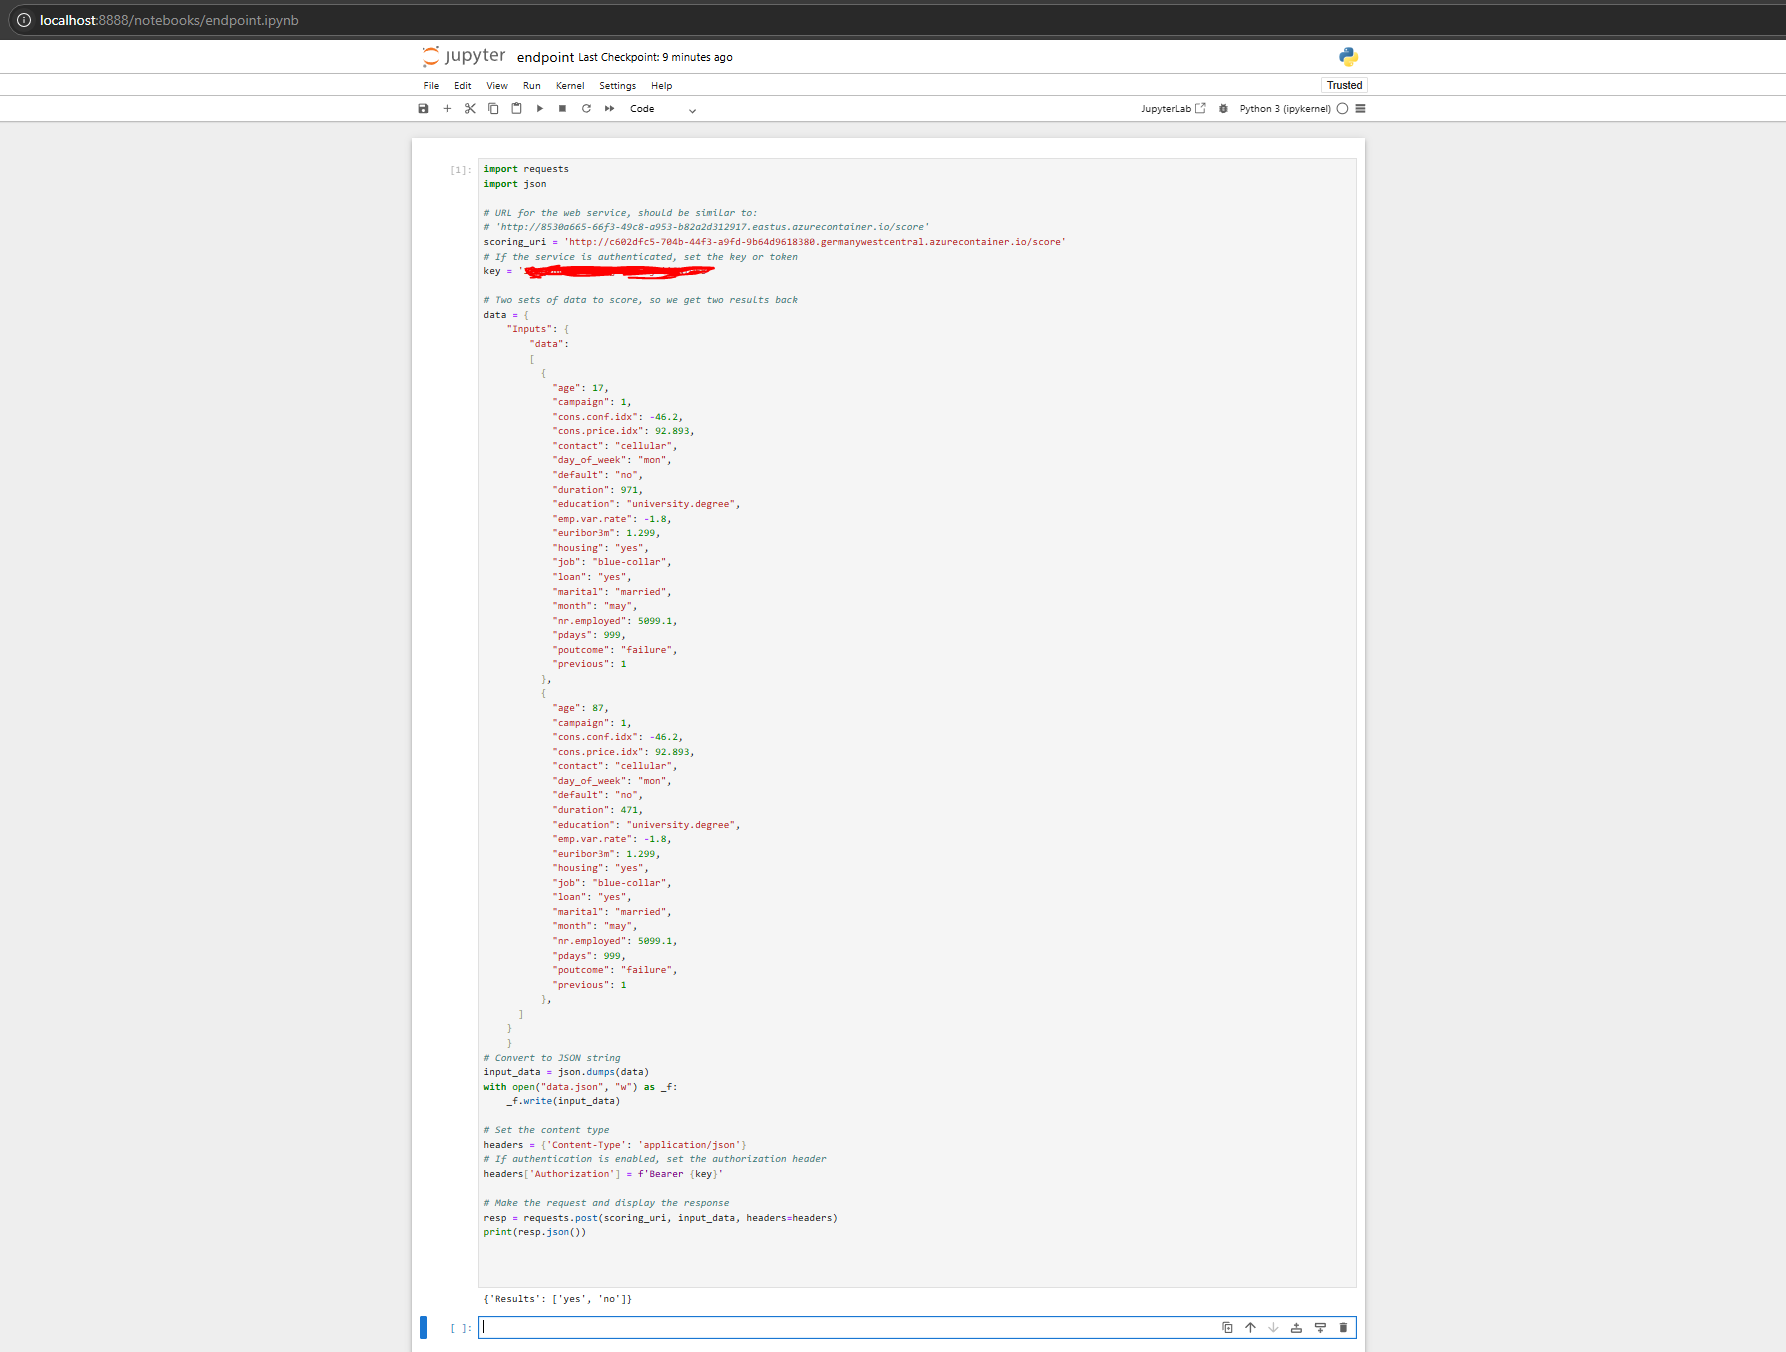 localhost:8888/notebooks/endpoint.ipynb
jupyter endpoint Last Checkpoint: 9 minutes ago
File Edit View Run Kernel Settings Help Trusted
Code JupyterLab Python 3 (ipykernel)
[1]: import requests
import json
# URL for the web service, should be similar to:
# 'http://8530a665-66f3-49c8-a953-b82a2d312917.eastus.azurecontainer.io/score'
scoring_uri = 'http://c602dfc5-704b-44f3-a9fd-9b64d9618380.germanywestcentral.azurecontainer.io/score'
# If the service is authenticated, set the key or token
key = '
# Two sets of data to score, so we get two results back
data = {
"Inputs": {
"data":
[
{
"age": 17,
"campaign": 1,
"cons.conf.idx": -46.2,
"cons.price.idx": 92.893,
"contact": "cellular",
"day_of_week": "mon",
"default": "no",
"duration": 971,
"education": "university.degree",
"emp.var.rate": -1.8,
"euribor3m": 1.299,
"housing": "yes",
"job": "blue-collar",
"loan": "yes",
"marital": "married",
"month": "may",
"nr.employed": 5099.1,
"pdays": 999,
"poutcome": "failure",
"previous": 1
},
{
"age": 87,
"campaign": 1,
"cons.conf.idx": -46.2,
"cons.price.idx": 92.893,
"contact": "cellular",
"day_of_week": "mon",
"default": "no",
"duration": 471,
"education": "university.degree",
"emp.var.rate": -1.8,
"euribor3m": 1.299,
"housing": "yes",
"job": "blue-collar",
"loan": "yes",
"marital": "married",
"month": "may",
"nr.employed": 5099.1,
"pdays": 999,
"poutcome": "failure",
"previous": 1
},
]
}
}
# Convert to JSON string
input_data = json.dumps(data)
with open("data.json", "w") as _f:
_f.write(input_data)
# Set the content type
headers = {'Content-Type': 'application/json'}
# If authentication is enabled, set the authorization header
headers['Authorization'] = f'Bearer {key}'
# Make the request and display the response
resp = requests.post(scoring_uri, input_data, headers=headers)
print(resp.json())
{'Results': ['yes', 'no']}
[ ]: